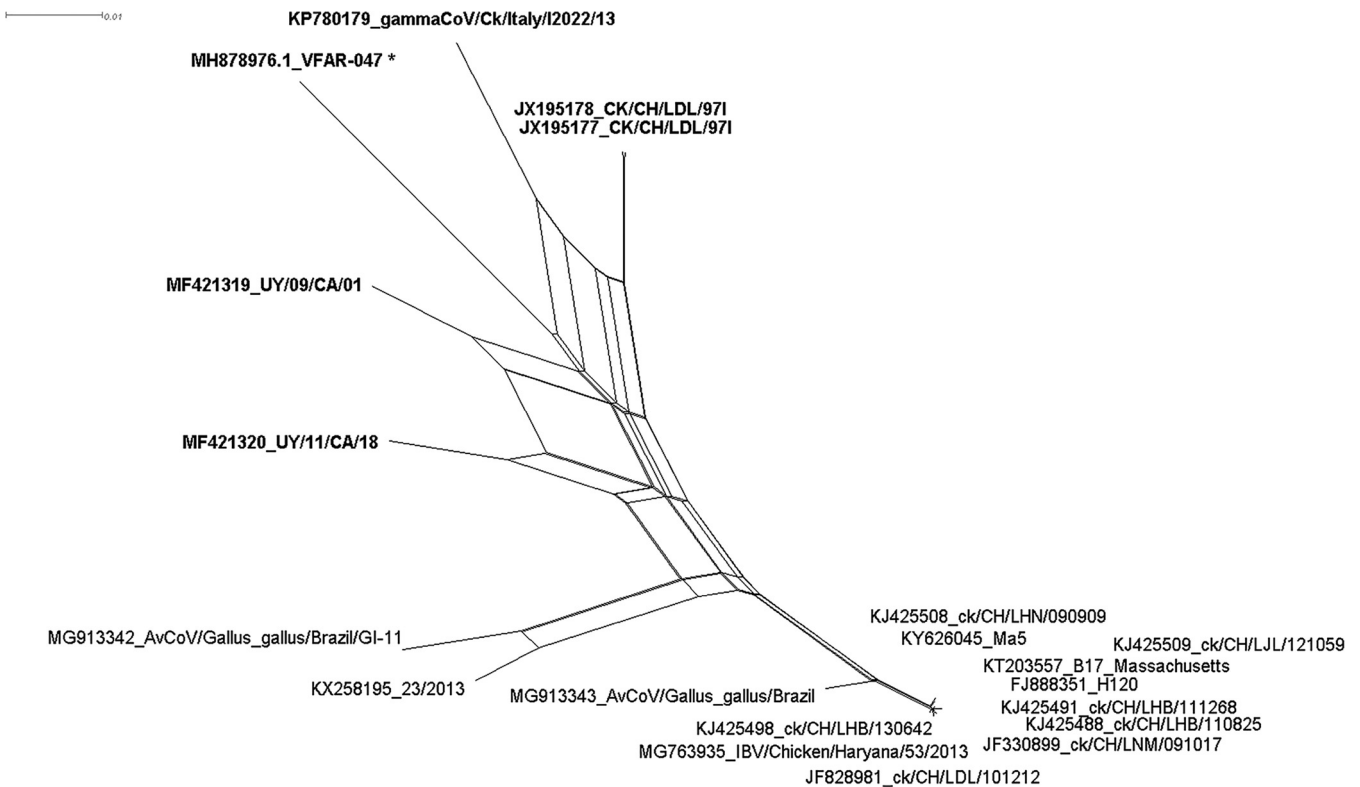 0.01
KP780179_gammaCoV/Ck/Italy/I2022/13
MH878976.1_VFAR-047 *
JX195178_CK/CH/LDL/97I
JX195177_CK/CH/LDL/97I
MF421319_UY/09/CA/01
MF421320_UY/11/CA/18
MG913342_AvCoV/Gallus_gallus/Brazil/GI-11
KX258195_23/2013
MG913343_AvCoV/Gallus_gallus/Brazil
KJ425508_ck/CH/LHN/090909
KY626045_Ma5
KJ425509_ck/CH/LJL/121059
KT203557_B17_Massachusetts
FJ888351_H120
KJ425491_ck/CH/LHB/111268
KJ425488_ck/CH/LHB/110825
KJ425498_ck/CH/LHB/130642
JF330899_ck/CH/LNM/091017
MG763935_IBV/Chicken/Haryana/53/2013
JF828981_ck/CH/LDL/101212